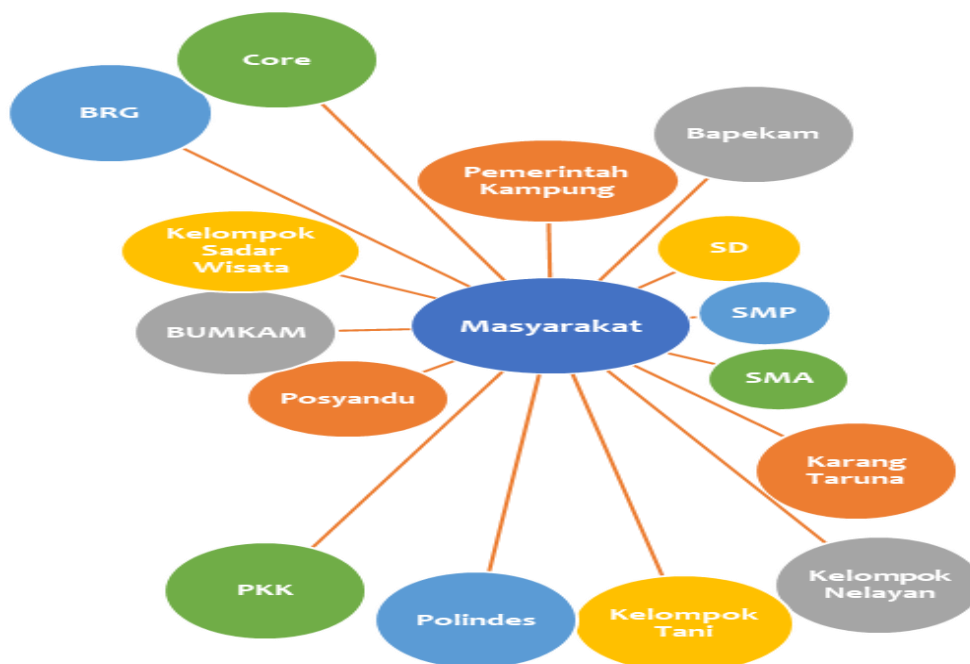 Core
BRG
Bapekam
Pemerintah
Kampung
Kelompok
Sadar
Wisata
SD
SMP
Masyarakat
BUMKAM
SMA
Posyandu
Karang
Taruna
Kelompok
Nelayan
PKK
Polindes
Kelompok
Tani